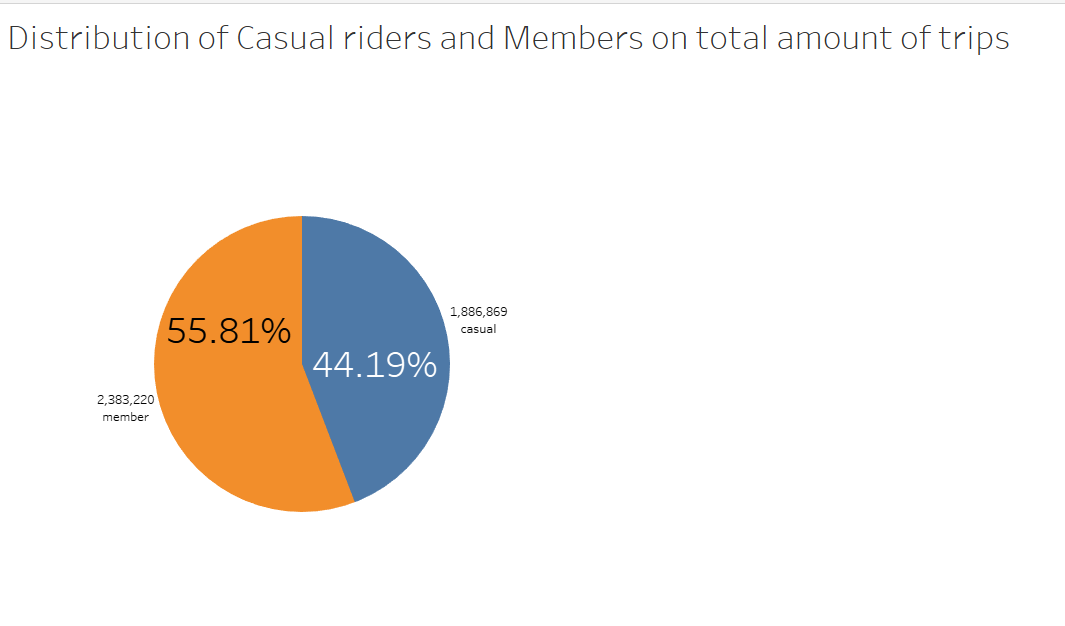 Distribution of Casual riders and Members on total amount of trips
1,886,869
casual
55.81%
44.19%
2,383,220
member